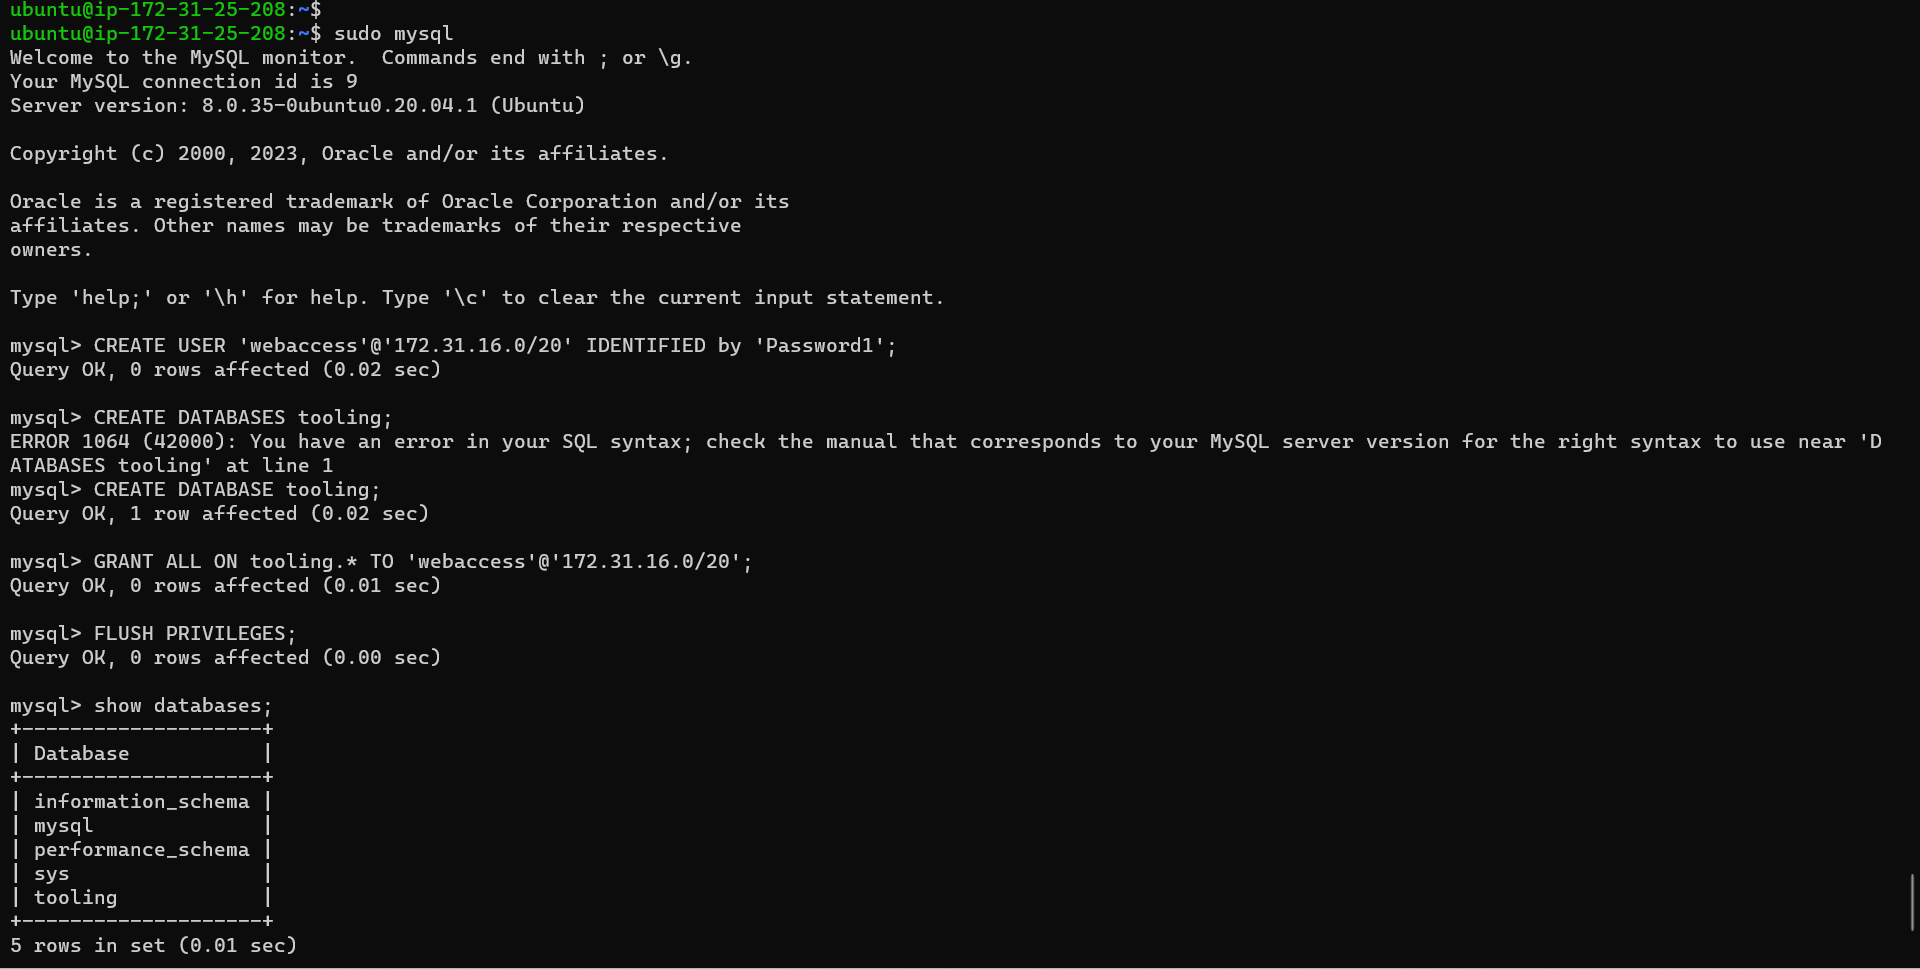 ubuntu@ip-172-31-25-208:~$
ubuntu@ip-172-31-25-208:~$ sudo mysql
Welcome to the MySQL monitor.  Commands end with ; or \g.
Your MySQL connection id is 9
Server version: 8.0.35-0ubuntu0.20.04.1 (Ubuntu)

Copyright (c) 2000, 2023, Oracle and/or its affiliates.

Oracle is a registered trademark of Oracle Corporation and/or its
affiliates. Other names may be trademarks of their respective
owners.

Type 'help;' or '\h' for help. Type '\c' to clear the current input statement.

mysql> CREATE USER 'webaccess'@'172.31.16.0/20' IDENTIFIED by 'Password1';
Query OK, 0 rows affected (0.02 sec)

mysql> CREATE DATABASES tooling;
ERROR 1064 (42000): You have an error in your SQL syntax; check the manual that corresponds to your MySQL server version for the right syntax to use near 'D
ATABASES tooling' at line 1
mysql> CREATE DATABASE tooling;
Query OK, 1 row affected (0.02 sec)

mysql> GRANT ALL ON tooling.* TO 'webaccess'@'172.31.16.0/20';
Query OK, 0 rows affected (0.01 sec)

mysql> FLUSH PRIVILEGES;
Query OK, 0 rows affected (0.00 sec)

mysql> show databases;
+--------------------+
| Database           |
+--------------------+
| information_schema |
| mysql              |
| performance_schema |
| sys                |
| tooling            |
+--------------------+
5 rows in set (0.01 sec)